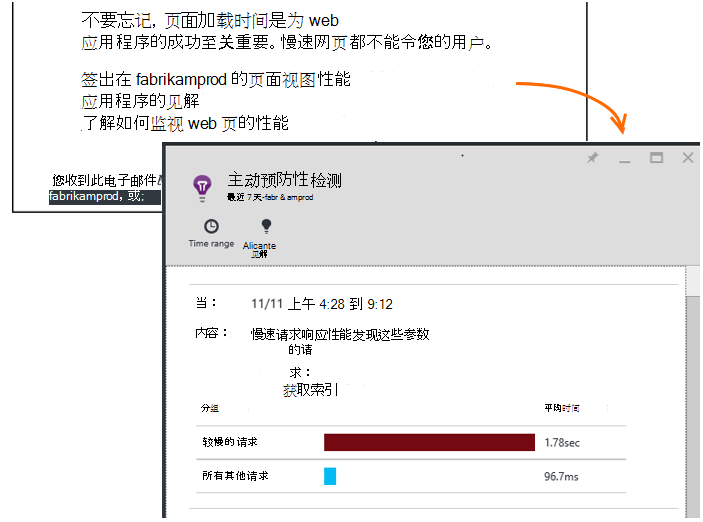 不要忘记, 页面加载时间是为 web
应用程序的成功至关重要。慢速网页都不能令您的用户。
签出在 fabrikamprod 的页面视图性能
应用程序的见解
了解如何监视 web 页的性能
您收到此电子邮件
fabrikamprod, 或:
主动预防性检测
最近 7 天-fabr & amprod
Time range
Alicante
见解
当：
11/11 上午 4:28 到 9:12
内容：
慢速请求响应性能发现这些参数
的请
求：
获取索引
分组
平均时间
较慢的请求
1.78sec
所有其他请求
96.7ms